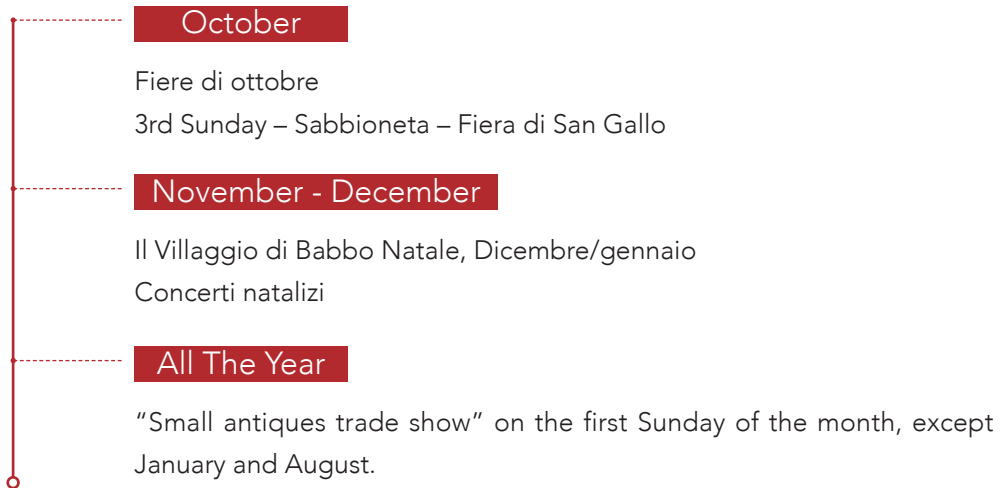 October
Fiere di ottobre
3rd Sunday – Sabbioneta – Fiera di San Gallo
November - December
Il Villaggio di Babbo Natale, Dicembre/gennaio
Concerti natalizi
All The Year
“Small antiques trade show” on the first Sunday of the month, except
January and August.